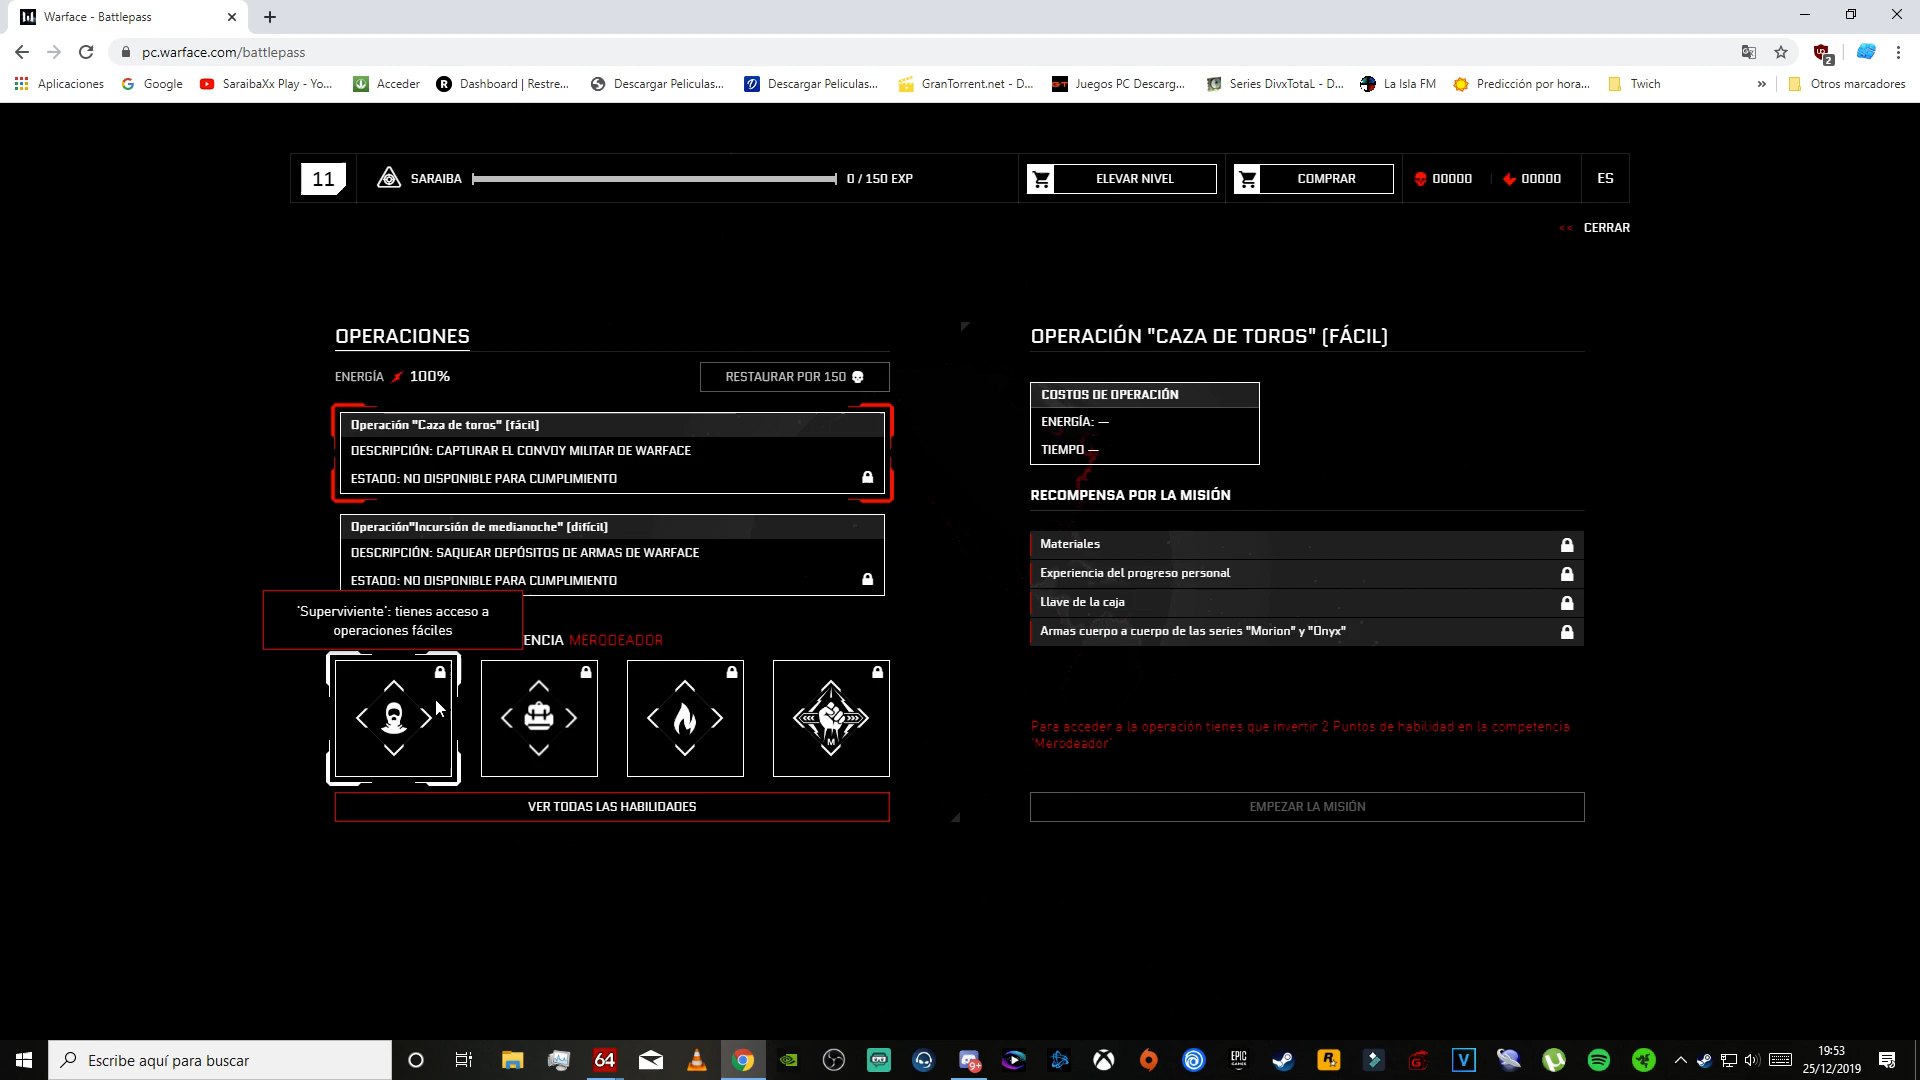 Warface - Battlepass
pc.warface.com/battlepass
2
Aplicaciones
Google
SaraibaXx Play - Yo...
Acceder
Dashboard | Restre...
Descargar Peliculas...
Descargar Peliculas...
GranTorrent.net - D...
Juegos PC Descarg...
Series DivxTotaL - D...
La Isla FM
Predicción por hora...
Twich
»
Otros marcadores
11
SARAIBA
0 / 150 EXP
ELEVAR NIVEL
COMPRAR
00000
00000
ES
<< CERRAR
OPERACIONES
ENERGÍA 100%
RESTAURAR POR 150
Operación "Caza de toros" [fácil]
DESCRIPCIÓN: CAPTURAR EL CONVOY MILITAR DE WARFACE
ESTADO: NO DISPONIBLE PARA CUMPLIMIENTO
Operación"Incursión de medianoche" [difícil]
DESCRIPCIÓN: SAQUEAR DEPÓSITOS DE ARMAS DE WARFACE
ESTADO: NO DISPONIBLE PARA CUMPLIMIENTO
"Superviviente": tienes acceso a
operaciones fáciles
ENCIA MERODEADOR
M
VER TODAS LAS HABILIDADES
OPERACIÓN "CAZA DE TOROS" [FÁCIL]
COSTOS DE OPERACIÓN
ENERGÍA: —
TIEMPO —
RECOMPENSA POR LA MISIÓN
Materiales
Experiencia del progreso personal
Llave de la caja
Armas cuerpo a cuerpo de las series "Morion" y "Onyx"
Para acceder a la operación tienes que invertir 2 Puntos de habilidad en la competencia
"Merodeador"
EMPEZAR LA MISIÓN
Escribe aquí para buscar
64
9+
EPIC
GAMES
R
V
19:53
25/12/2019